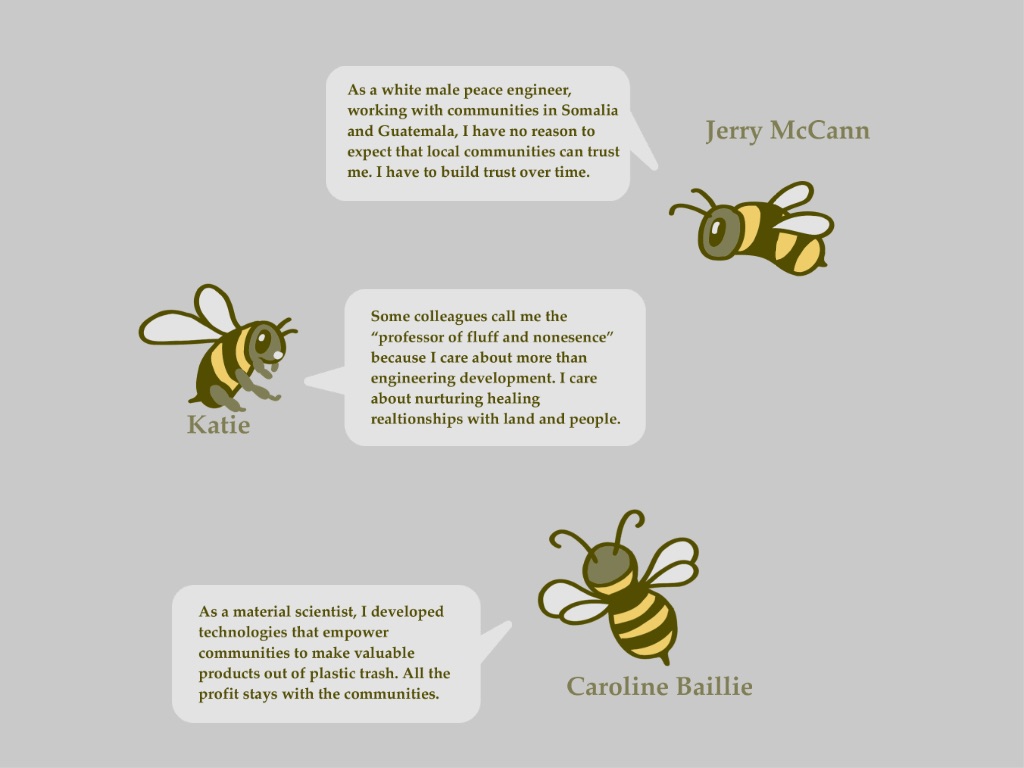 As a white male peace engineer,
working with communities in Somalia
and Guatemala, I have no reason to
expect that local communities can trust
me. I have to build trust over time.
Jerry McCann
Some colleagues call me the
“professor of fluff and nonesence”
because I care about more than
engineering development. I care
about nurturing healing
realtionships with land and people.
Katie
As a material scientist, I developed
technologies that empower
communities to make valuable
products out of plastic trash. All the
profit stays with the communities.
Caroline Baillie